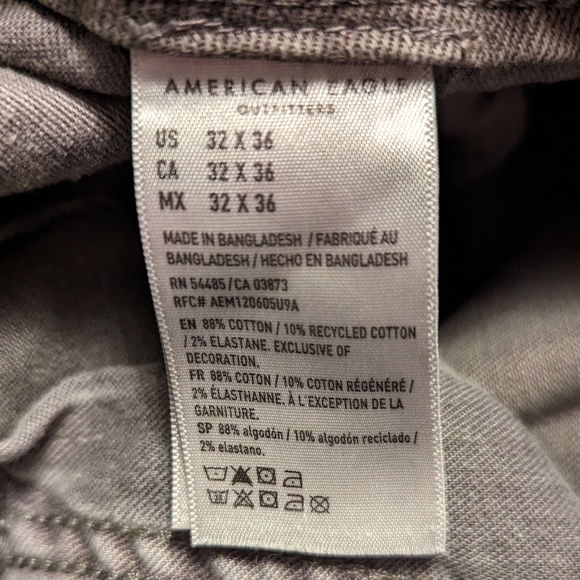 AMERICAN EAGLE
OUTFITTERS
US 32 X 36
CA 32 X 36
MX 32 X 36
MADE IN BANGLADESH / FABRIQUÉ AU
BANGLADESH / HECHO EN BANGLADESH
RN 54485 / CA 03873
RFC# AEM120605U9A
EN 88% COTTON / 10% RECYCLED COTTON
/ 2% ELASTANE. EXCLUSIVE OF
DECORATION.
FR 88% COTON / 10% COTON RÉGÉNÉRÉ /
2% ÉLASTHANNE. À L'EXCEPTION DE LA
GARNITURE.
SP 88% algodón / 10% algodón reciclado /
2% elastano.